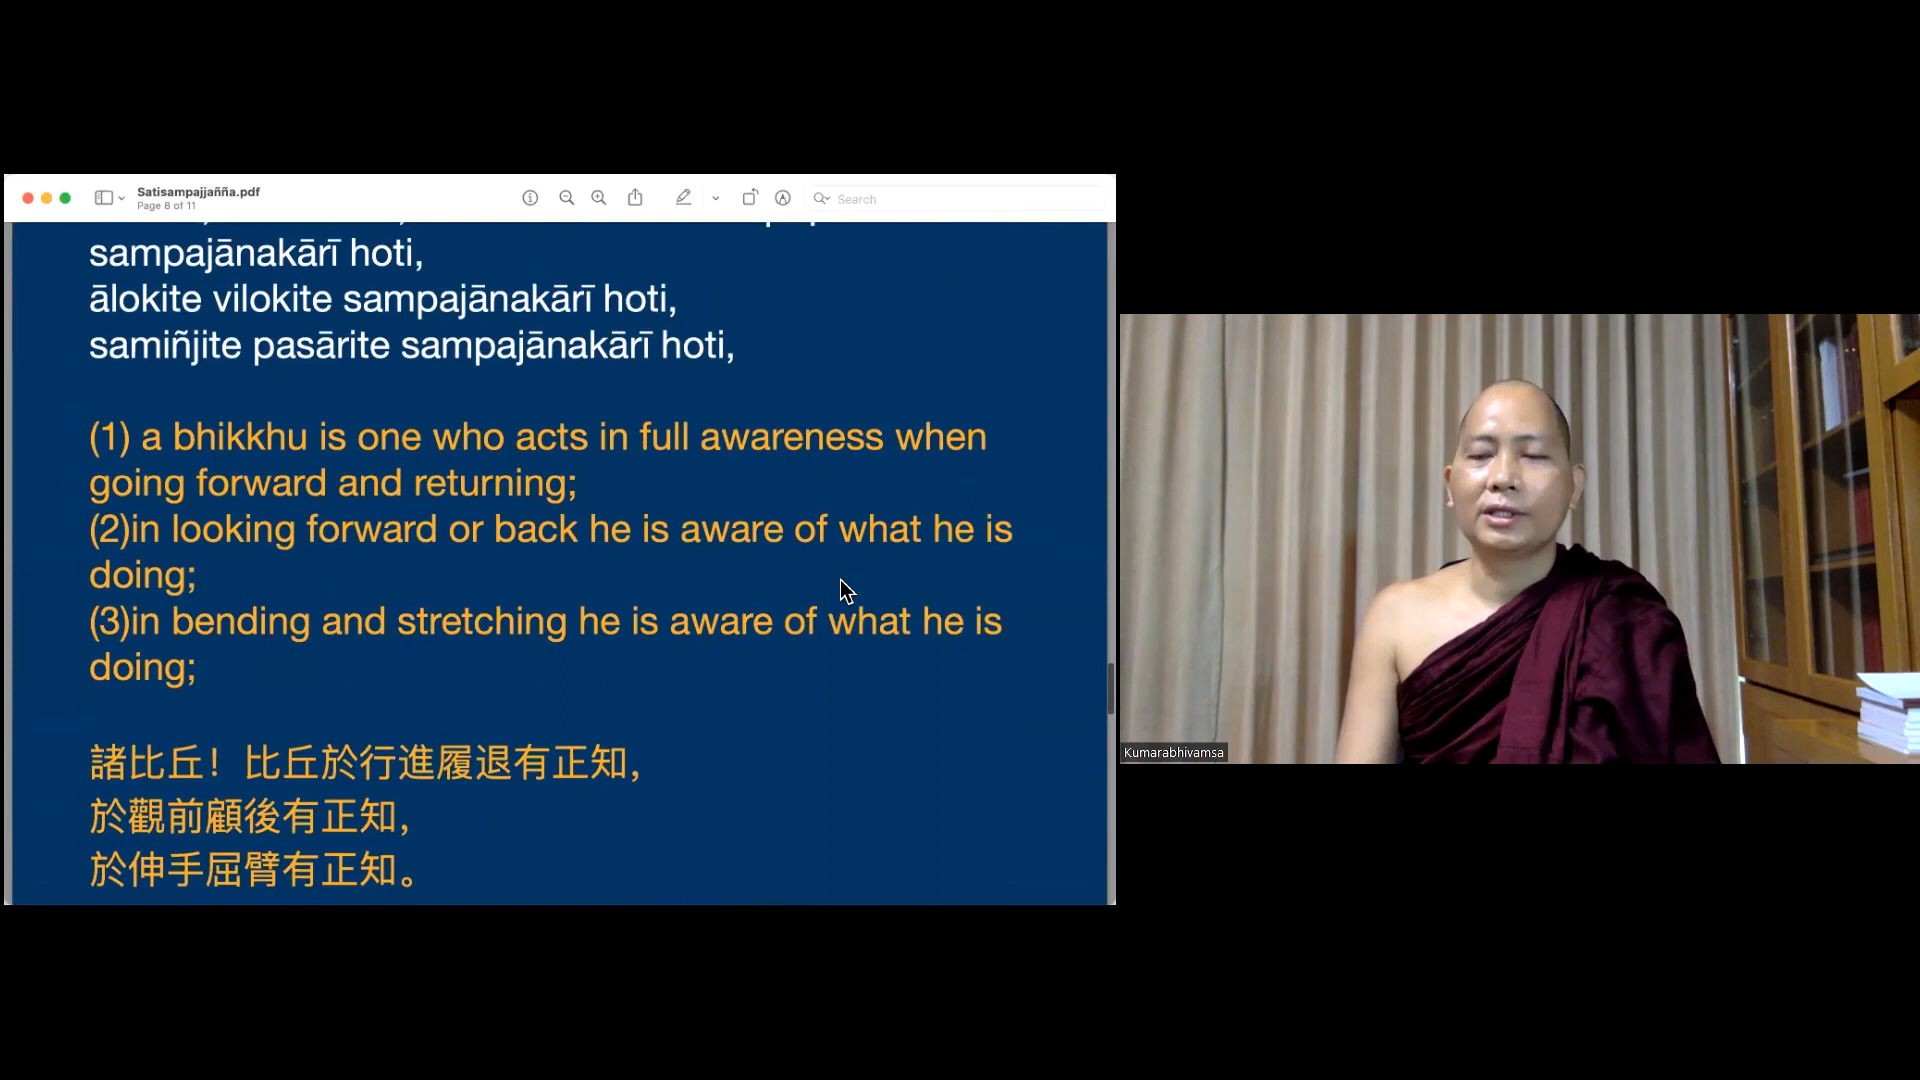 Satisampajjañña.pdf
Page 8 of 11
Search
sampajānakārī hoti,
ālokite vilokite sampajānakārī hoti,
samiñjite pasārite sampajānakārī hoti,
(1) a bhikkhu is one who acts in full awareness when
going forward and returning;
(2)in looking forward or back he is aware of what he is
doing;
(3)in bending and stretching he is aware of what he is
doing;
諸比丘！比丘於行進履退有正知，
於觀前顧後有正知，
於伸手屈臂有正知。
Kumarabhivamsa